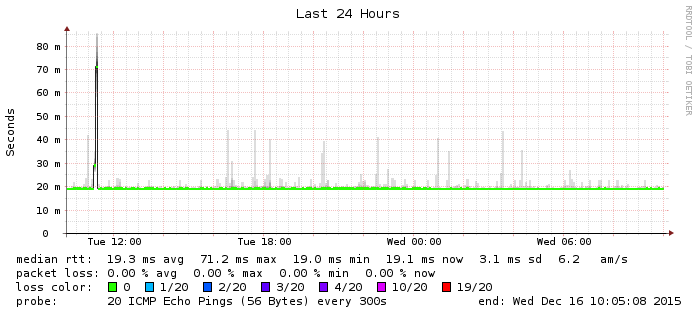 Last 24 Hours
RRDTOOL / TOBI OETIKER
Seconds
80 m
70 m
60 m
50 m
40 m
30 m
20 m
10 m
0
Tue 12:00 Tue 18:00 Wed 00:00 Wed 06:00
median rtt: 19.3 ms avg 71.2 ms max 19.0 ms min 19.1 ms now 3.1 ms sd 6.2 am/s
packet loss: 0.00 % avg 0.00 % max 0.00 % min 0.00 % now
loss color: 0 1/20 2/20 3/20 4/20 10/20 19/20
probe: 20 ICMP Echo Pings (56 Bytes) every 300s end: Wed Dec 16 10:05:08 2015